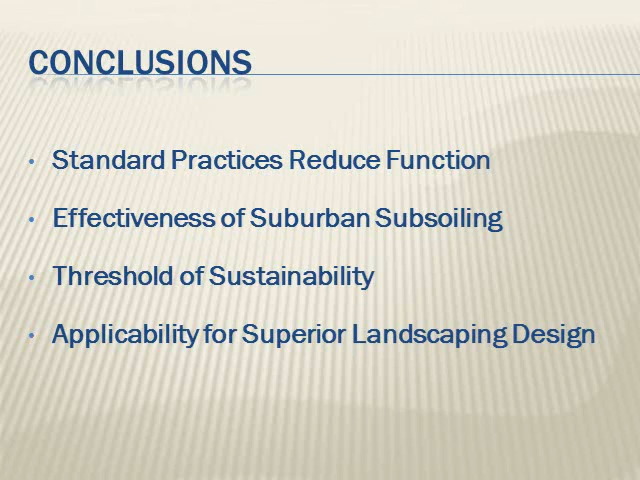 CONCLUSIONS
• Standard Practices Reduce Function
• Effectiveness of Suburban Subsoiling
• Threshold of Sustainability
• Applicability for Superior Landscaping Design